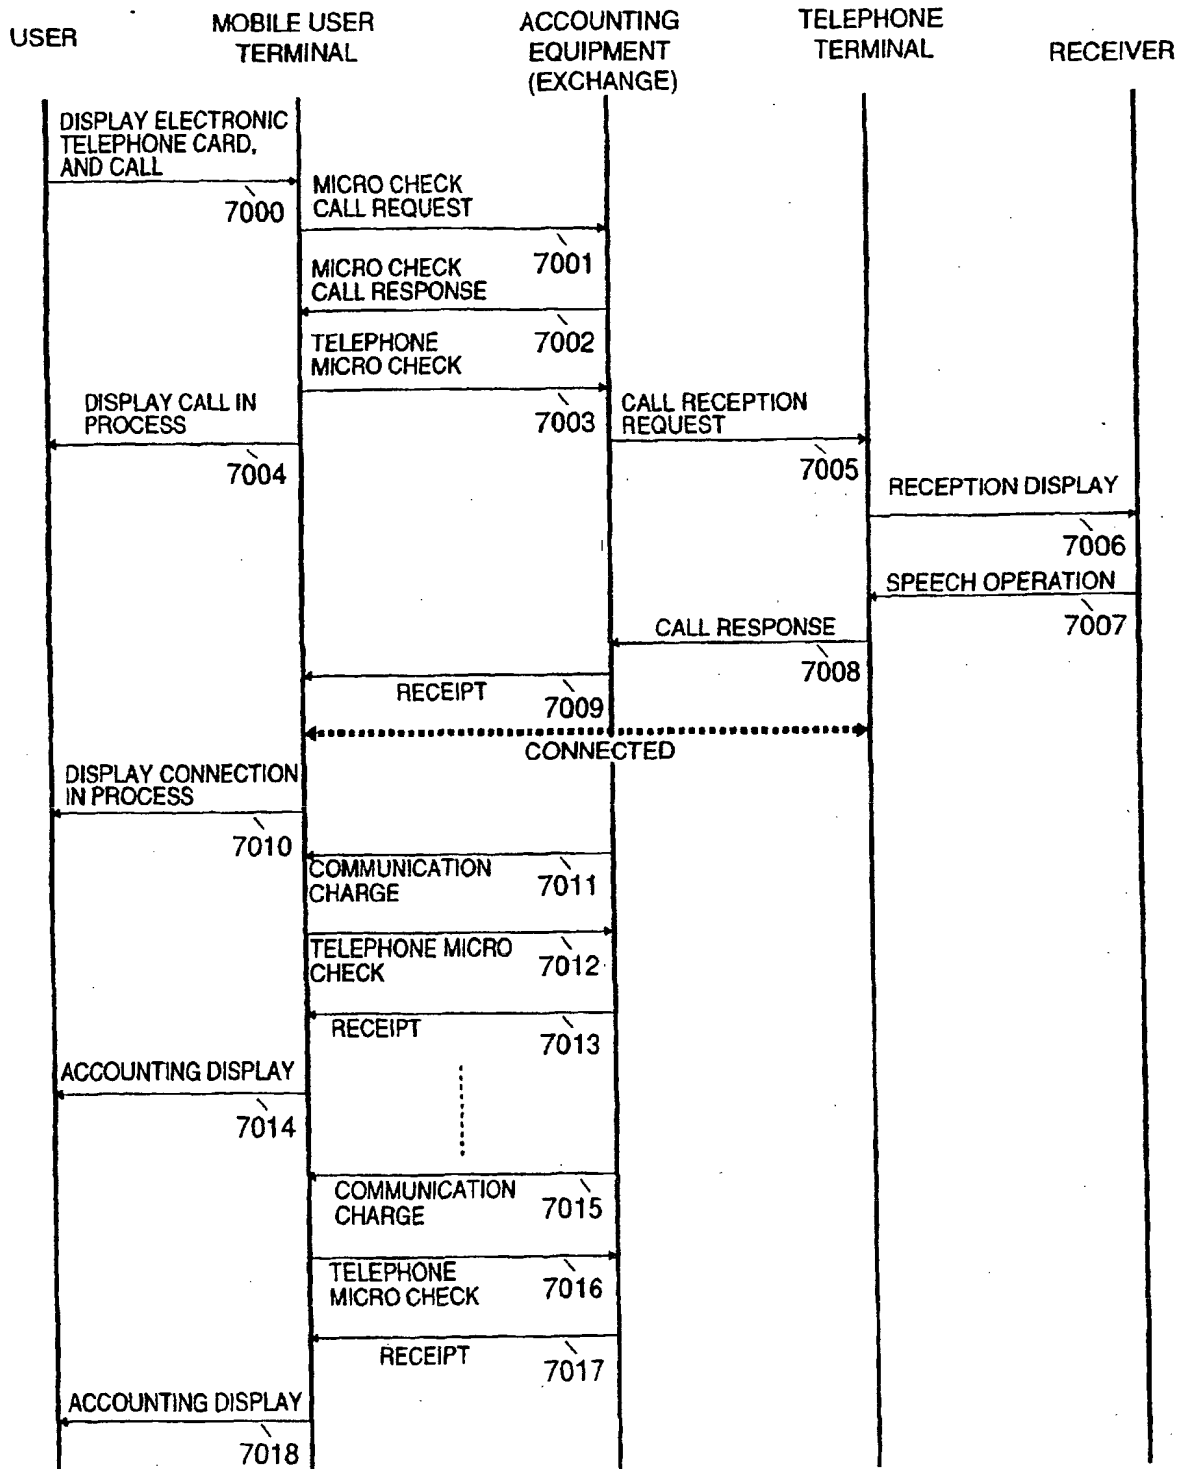 USER
MOBILE USER
TERMINAL
ACCOUNTING
EQUIPMENT
(EXCHANGE)
TELEPHONE
TERMINAL
RECEIVER
DISPLAY ELECTRONIC
TELEPHONE CARD,
AND CALL
7000
MICRO CHECK
CALL REQUEST
7001
MICRO CHECK
CALL RESPONSE
7002
TELEPHONE
MICRO CHECK
7003
DISPLAY CALL IN
PROCESS
7004
CALL RECEPTION
REQUEST
7005
RECEPTION DISPLAY
7006
SPEECH OPERATION
7007
CALL RESPONSE
7008
RECEIPT
7009
CONNECTED
DISPLAY CONNECTION
IN PROCESS
7010
COMMUNICATION
CHARGE
7011
TELEPHONE MICRO
CHECK
7012
RECEIPT
7013
ACCOUNTING DISPLAY
7014
COMMUNICATION
CHARGE
7015
TELEPHONE
MICRO CHECK
7016
RECEIPT
7017
ACCOUNTING DISPLAY
7018